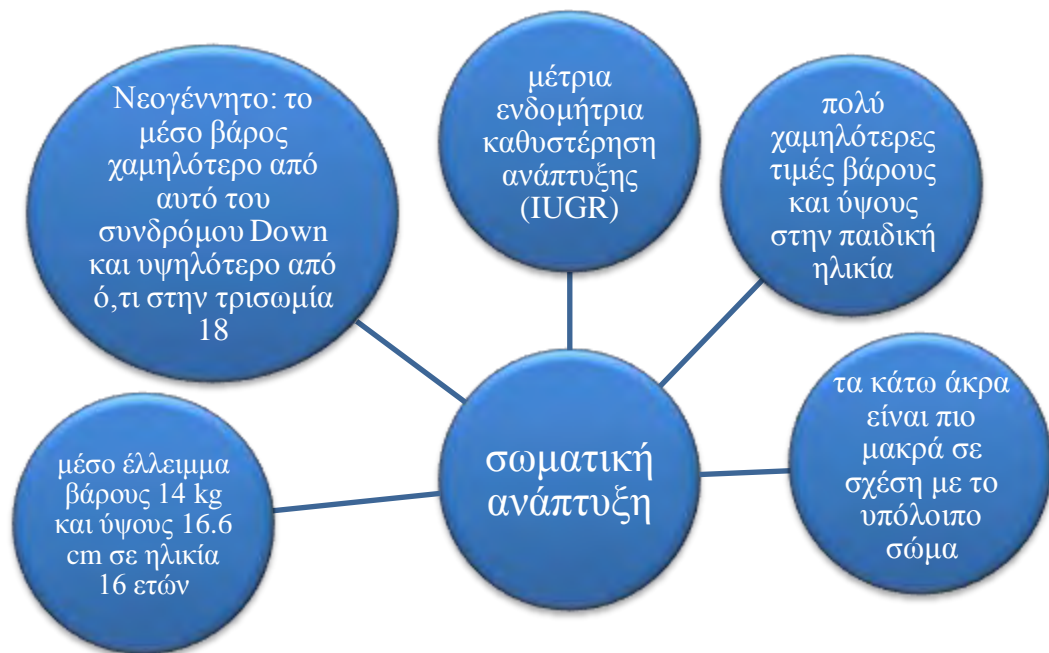 Νεογέννητο: το
μέσο βάρος
χαμηλότερο από
αυτό του
συνδρόμου Down
και υψηλότερο από
ό,τι στην τρισωμία
18
μέτρια
ενδομήτρια
καθυστέρηση
ανάπτυξης
(IUGR)
πολύ
χαμηλότερες
τιμές βάρους
και ύψους
στην παιδική
ηλικία
μέσο έλλειμμα
βάρους 14 kg
και ύψους 16.6
cm σε ηλικία
16 ετών
σωματική
ανάπτυξη
τα κάτω άκρα
είναι πιο
μακρά σε
σχέση με το
υπόλοιπο
σώμα